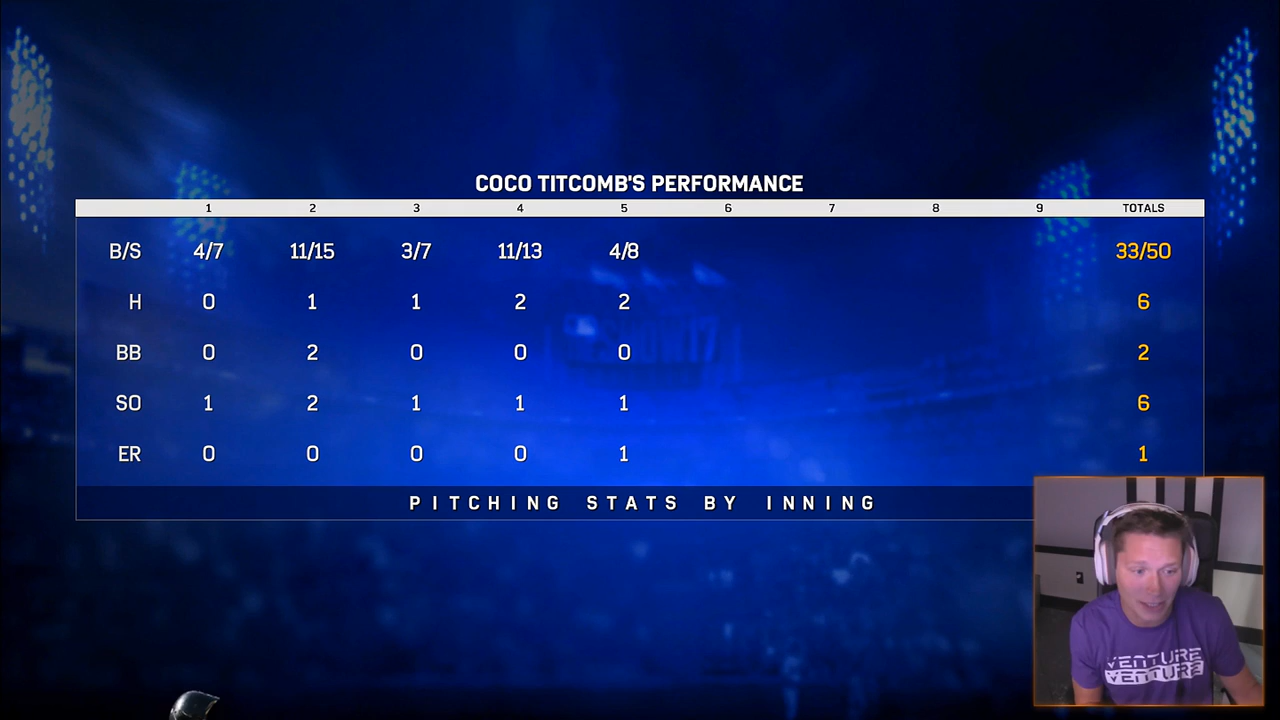 COCO TITCOMB'S PERFORMANCE
1 2 3 4 5 6 7 8 9 TOTALS
B/S 4/7 11/15 3/7 11/13 4/8 33/50
H 0 1 1 2 2 6
BB 0 2 0 0 0 2
SO 1 2 1 1 1 6
ER 0 0 0 0 1 1
PITCHING STATS BY INNING
VENTURE
VENTURE